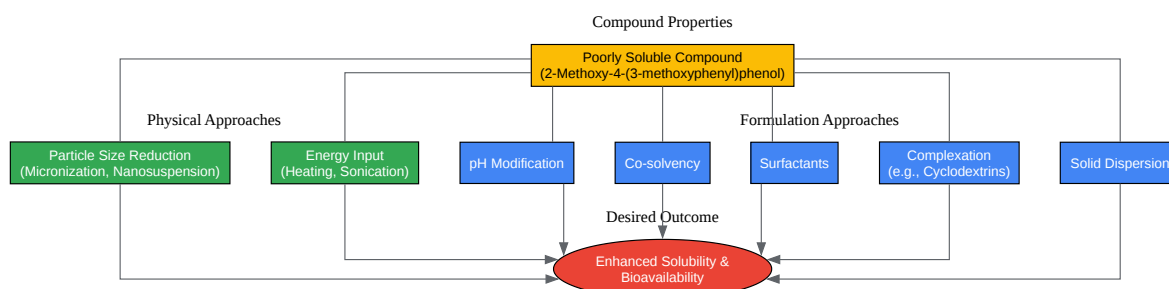 Compound Properties
Poorly Soluble Compound
(2-Methoxy-4-(3-methoxyphenyl)phenol)
Physical Approaches
Formulation Approaches
Particle Size Reduction
(Micronization, Nanosuspension)
Energy Input
(Heating, Sonication)
pH Modification
Co-solvency
Surfactants
Complexation
(e.g., Cyclodextrins)
Solid Dispersion
Desired Outcome
Enhanced Solubility &
Bioavailability